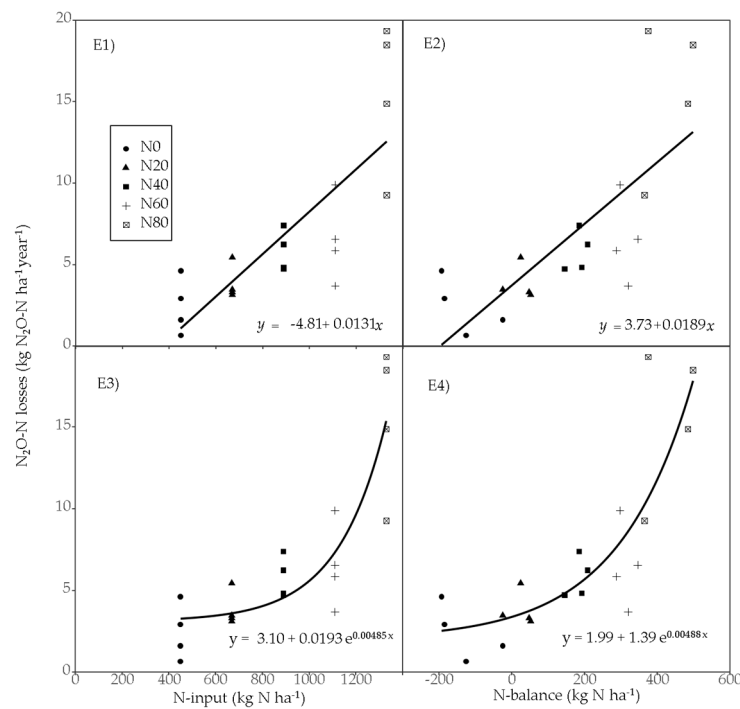 20
E1)
E2)
15
N0
N20
N40
N60
N80
10
5
y = -4.81+ 0.0131x
y = 3.73+0.0189x
0
N₂O-N losses (kg N₂O-N ha⁻¹year⁻¹)
E3)
E4)
15
10
5
y = 3.10 + 0.0193 e^0.00485x
y = 1.99 + 1.39 e^0.00488x
0
0 200 400 600 800 1000 1200 -200 0 200 400 600
N-input (kg N ha⁻¹) N-balance (kg N ha⁻¹)